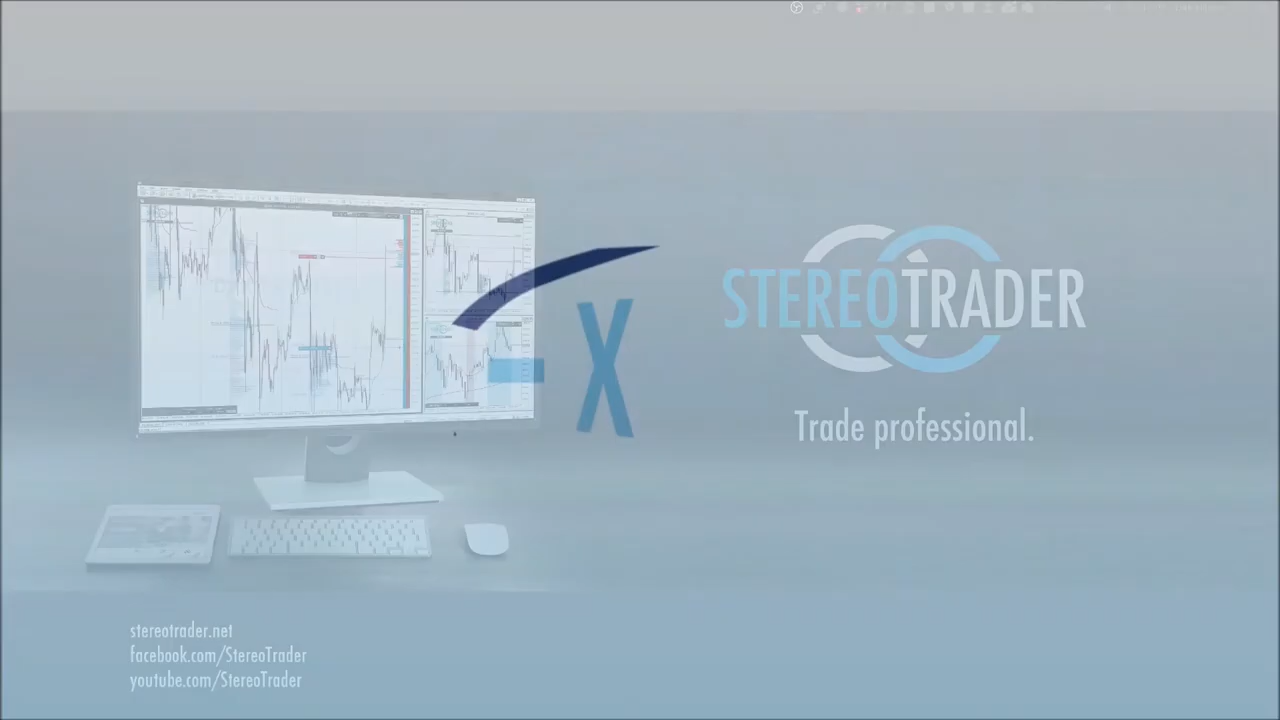 STEREOTRADER
Trade professional.
X
stereotrader.net
facebook.com/StereoTrader
youtube.com/StereoTrader